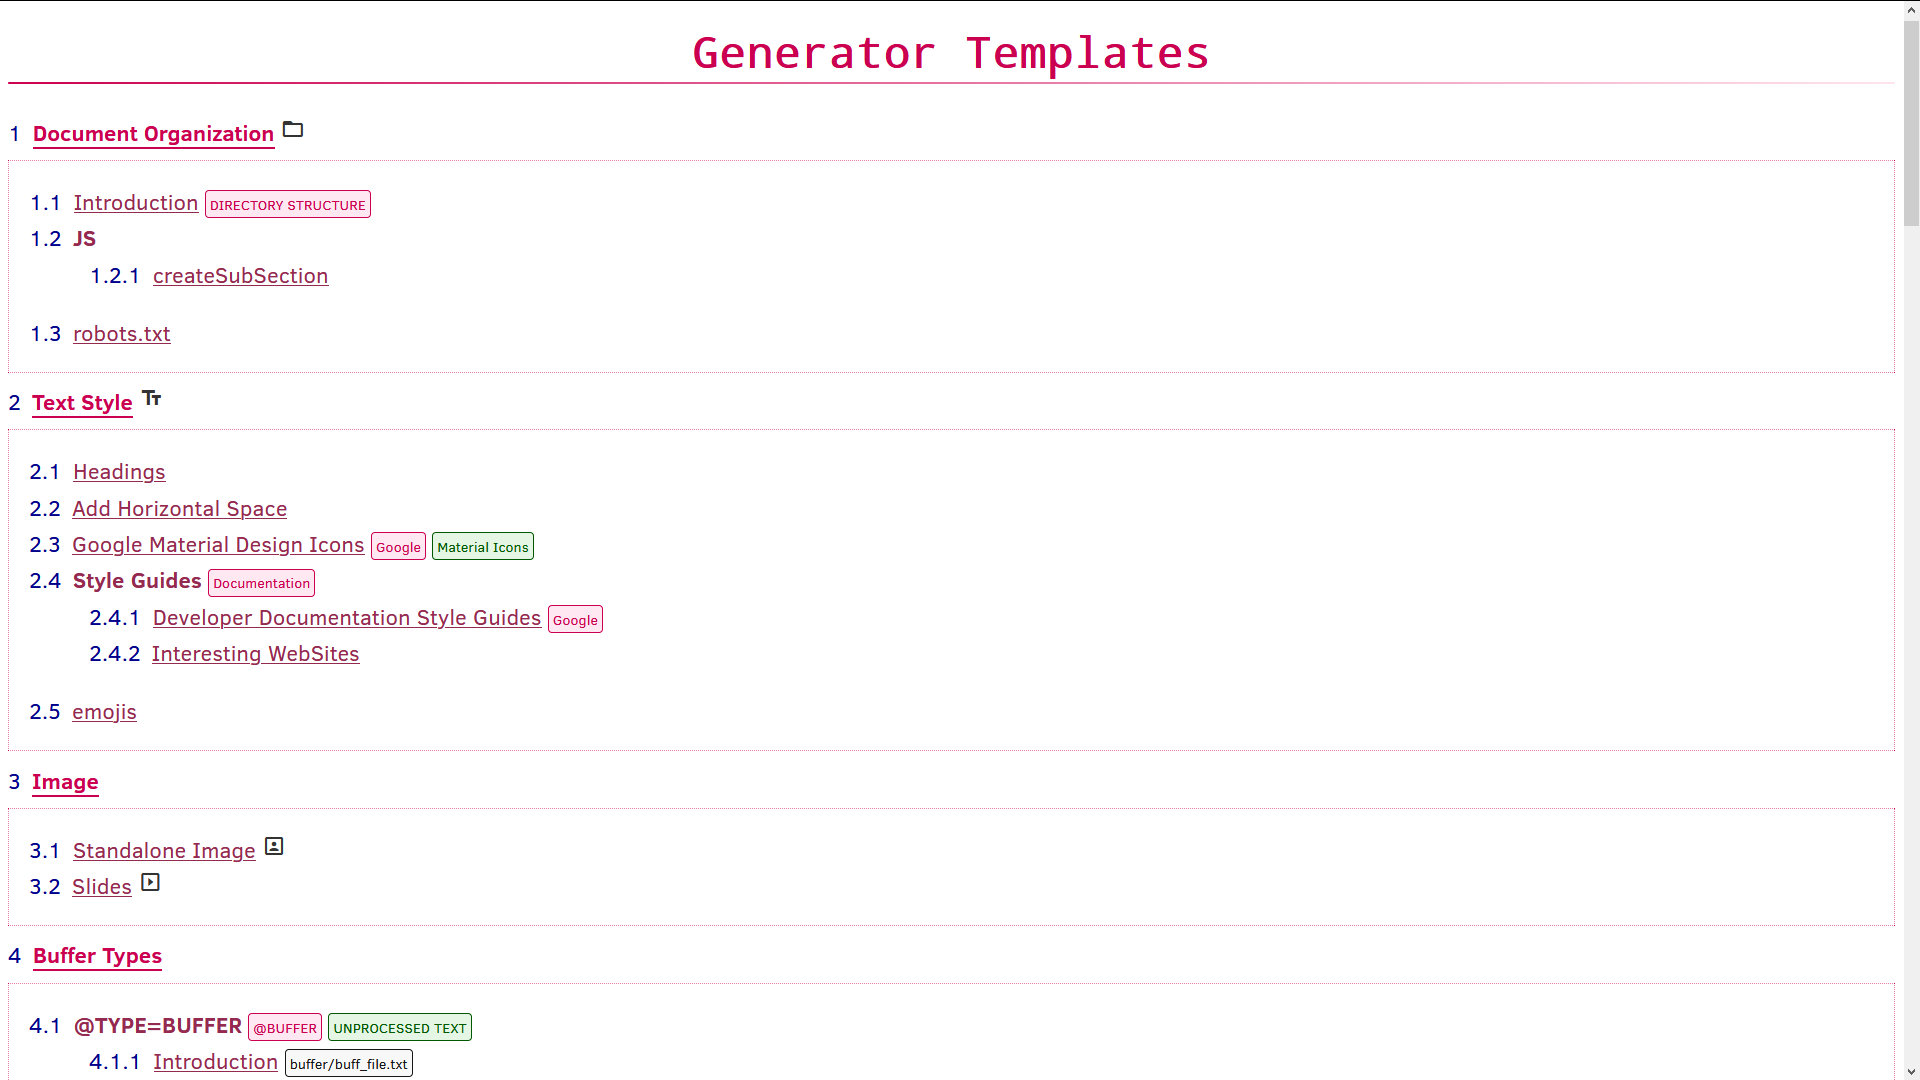 Generator Templates
1 Document Organization
1.1 Introduction DIRECTORY STRUCTURE
1.2 JS
1.2.1 createSubSection
1.3 robots.txt
2 Text Style
2.1 Headings
2.2 Add Horizontal Space
2.3 Google Material Design Icons Google Material Icons
2.4 Style Guides Documentation
2.4.1 Developer Documentation Style Guides Google
2.4.2 Interesting WebSites
2.5 emojis
3 Image
3.1 Standalone Image
3.2 Slides
4 Buffer Types
4.1 @TYPE=BUFFER @BUFFER UNPROCESSED TEXT
4.1.1 Introduction buffer/buff_file.txt